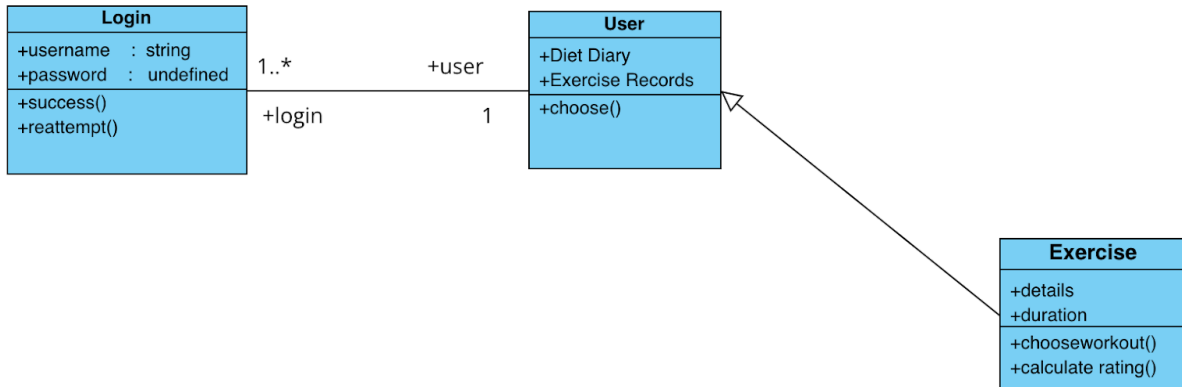 Login
+username : string
+password : undefined
+success()
+reattempt()
1..*
+user
+login
1
User
+Diet Diary
+Exercise Records
+choose()
Exercise
+details
+duration
+chooseworkout()
+calculate rating()